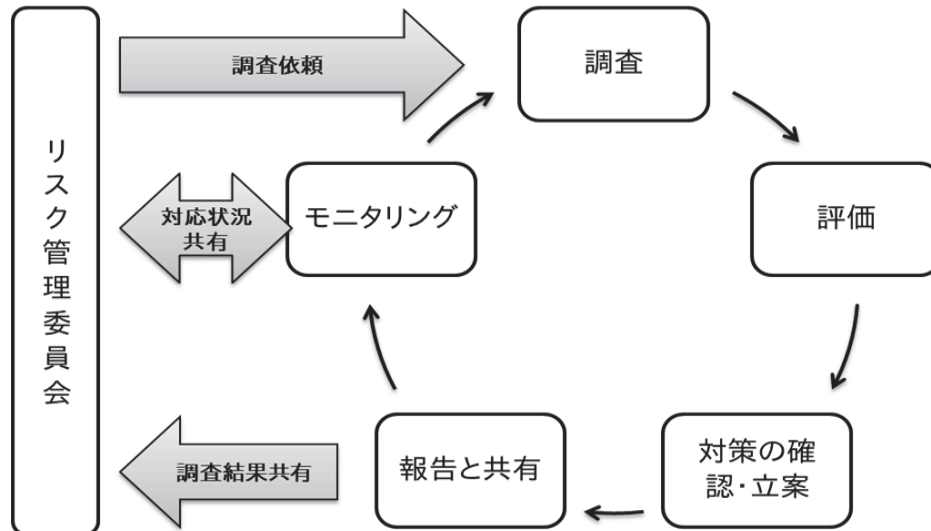 リスク管理委員会
調査依頼
調査
対応状況
共有
モニタリング
評価
調査結果共有
報告と共有
対策の確
認・立案